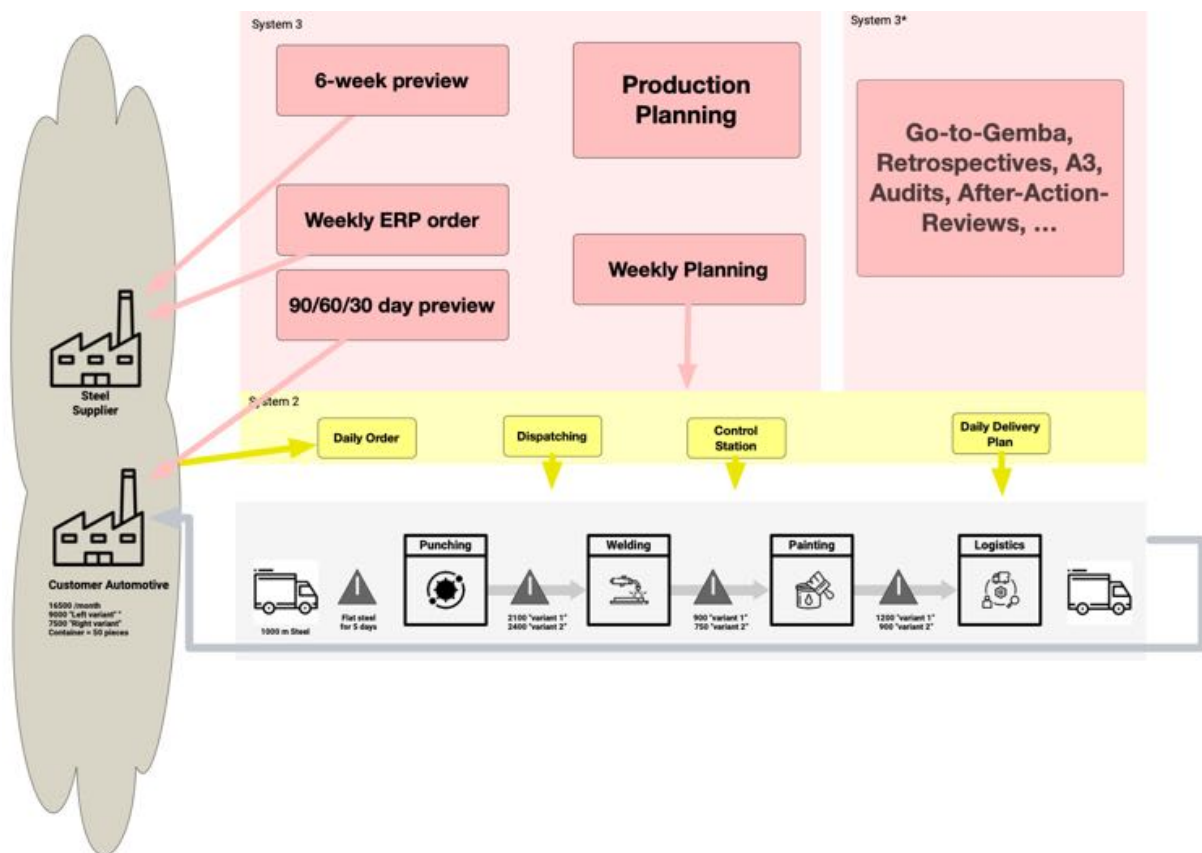 System 3
System 3*
6-week preview
Production
Planning
Go-to-Gemba,
Retrospectives, A3,
Audits, After-Action-
Reviews, ...
Weekly ERP order
Weekly Planning
90/60/30 day preview
Steel
Supplier
System 2
Daily Order
Dispatching
Control
Station
Daily Delivery
Plan
Customer Automotive
16500 /month
9000 "Left variant" "
7500 "Right variant"
Container = 50 pieces
1000 m Steel
Flat steel
for 5 days
Punching
2100 "variant 1"
2400 "variant 2"
Welding
900 "variant 1"
750 "variant 2"
Painting
1200 "variant 1"
900 "variant 2"
Logistics